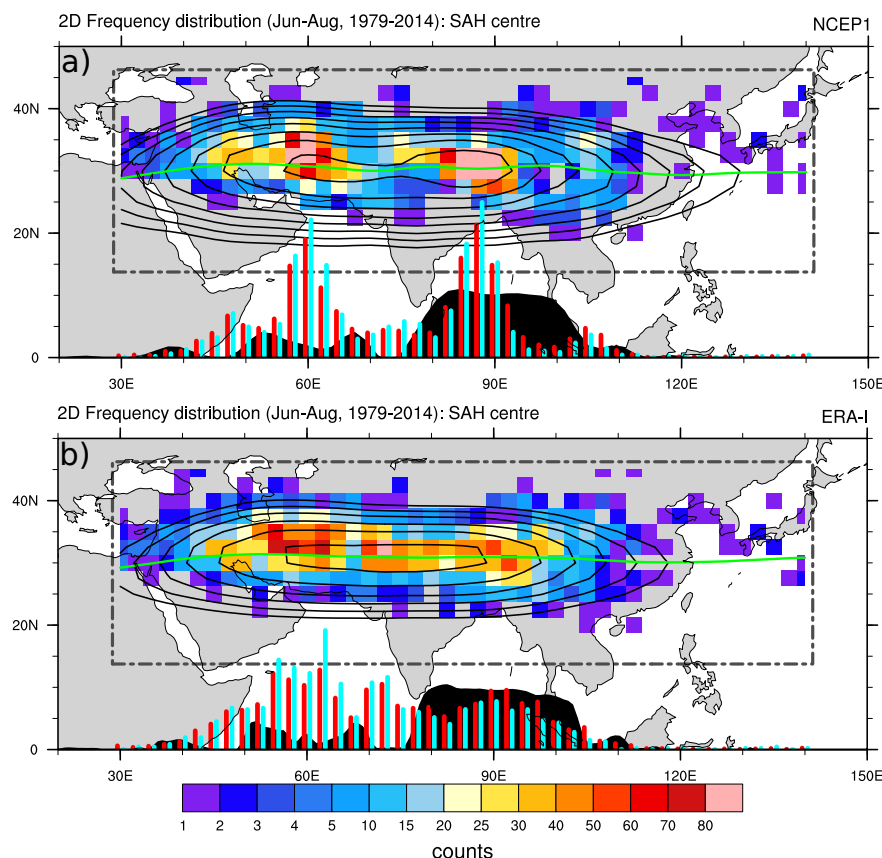 2D Frequency distribution (Jun-Aug, 1979-2014): SAH centre NCEP1
a)
40N
20N
0
30E 60E 90E 120E 150E
2D Frequency distribution (Jun-Aug, 1979-2014): SAH centre ERA-I
b)
40N
20N
0
30E 60E 90E 120E 150E
1 2 3 4 5 10 15 20 25 30 40 50 60 70 80
counts